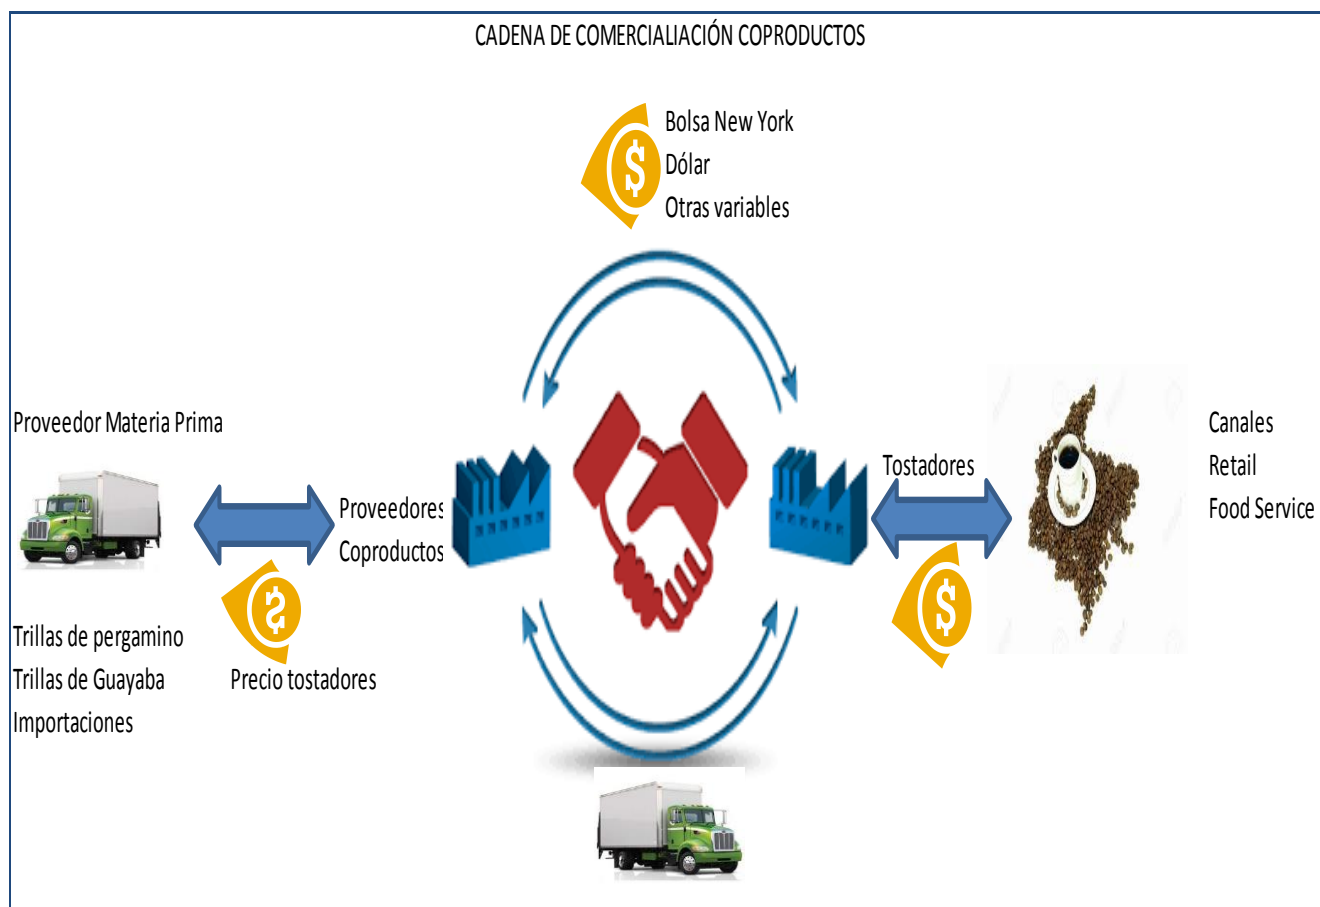 CADENA DE COMERCIALIACIÓN COPRODUCTOS
Bolsa New York
Dólar
Otras variables
Proveedor Materia Prima
Proveedores
Coproductos
Trillas de pergamino
Trillas de Guayaba
Importaciones
Precio tostadores
Tostadores
Canales
Retail
Food Service